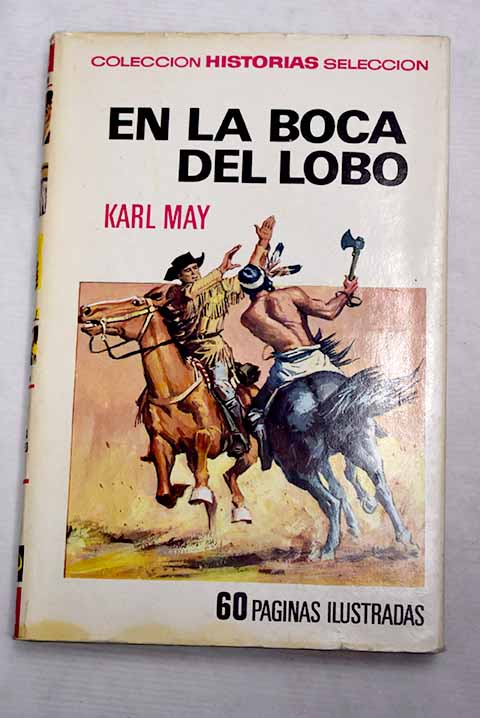 COLECCION HISTORIAS SELECCION
EN LA BOCA
DEL LOBO
KARL MAY
60 PAGINAS ILUSTRADAS